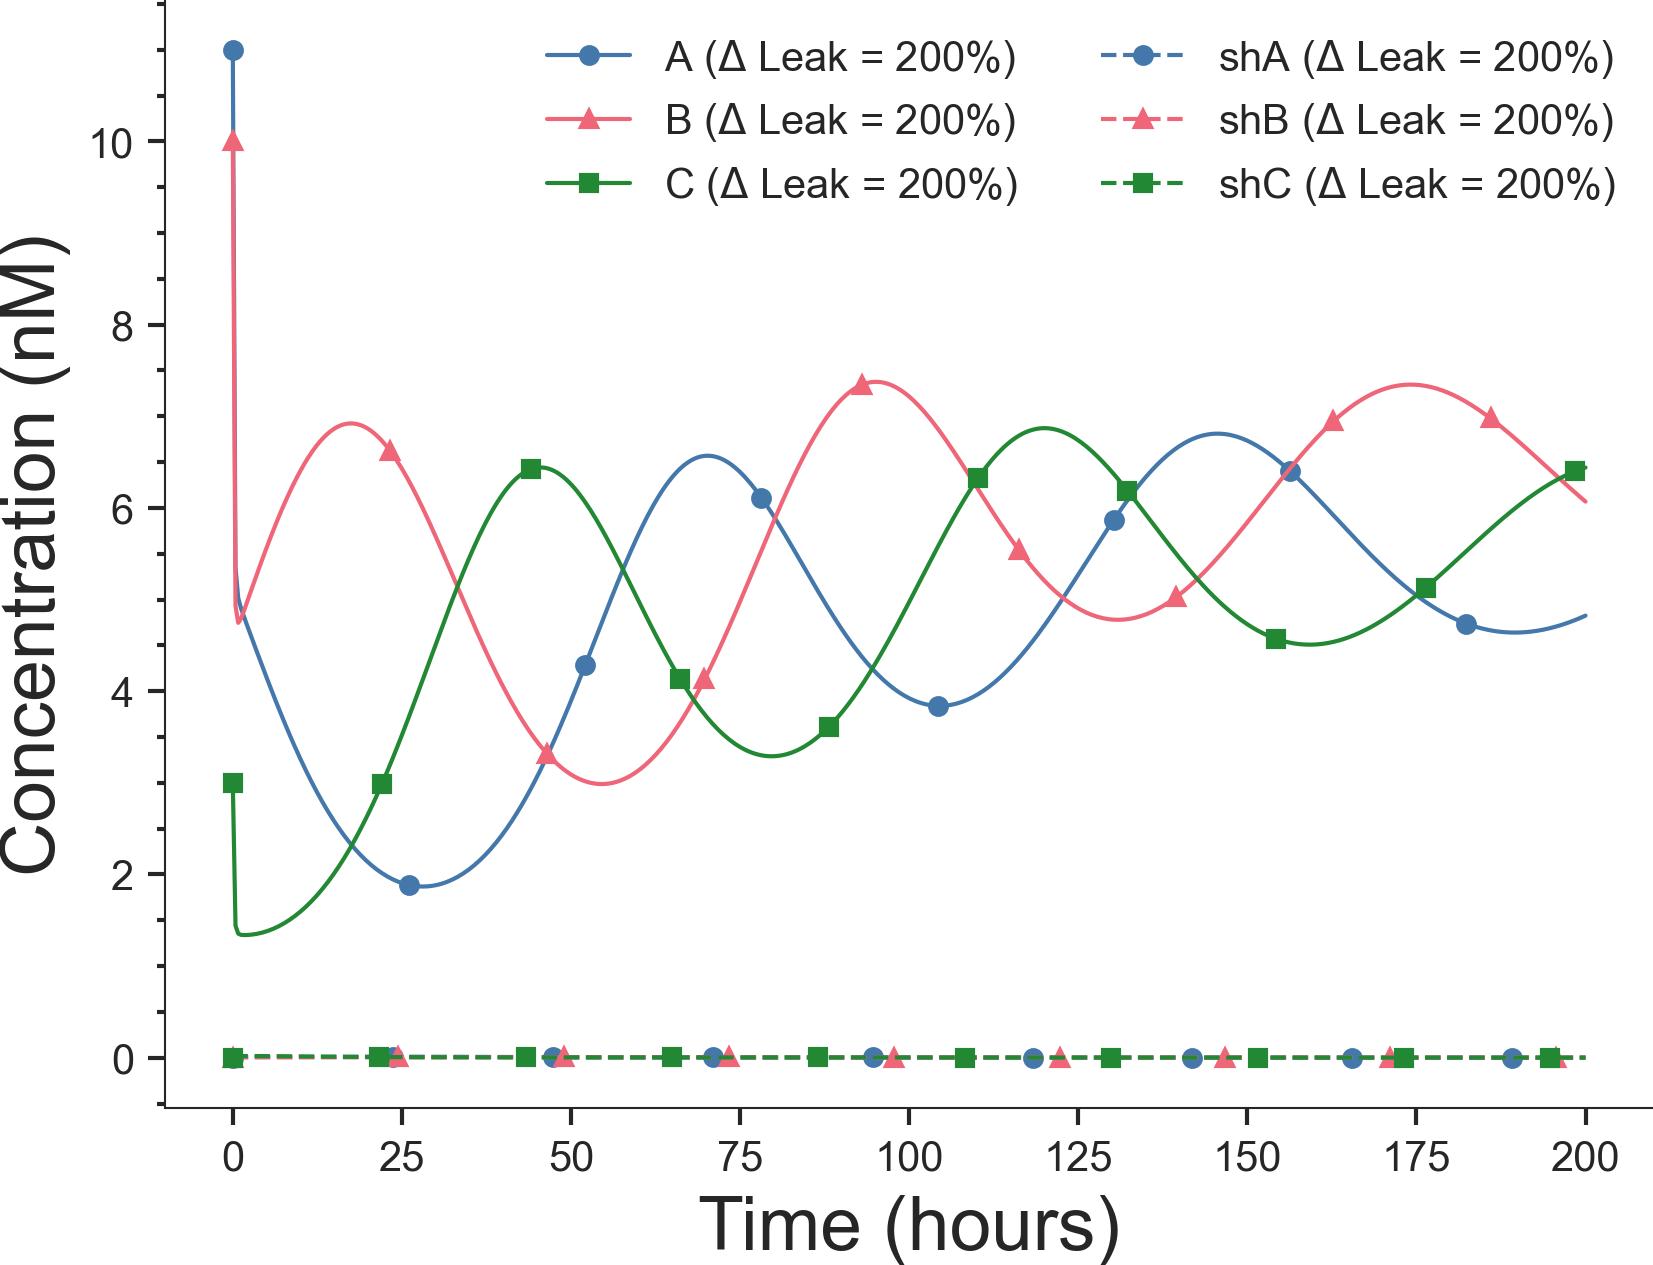 A (Δ Leak = 200%)
B (Δ Leak = 200%)
C (Δ Leak = 200%)
shA (Δ Leak = 200%)
shB (Δ Leak = 200%)
shC (Δ Leak = 200%)
Concentration (nM)
10
8
6
4
2
0
0 25 50 75 100 125 150 175 200
Time (hours)